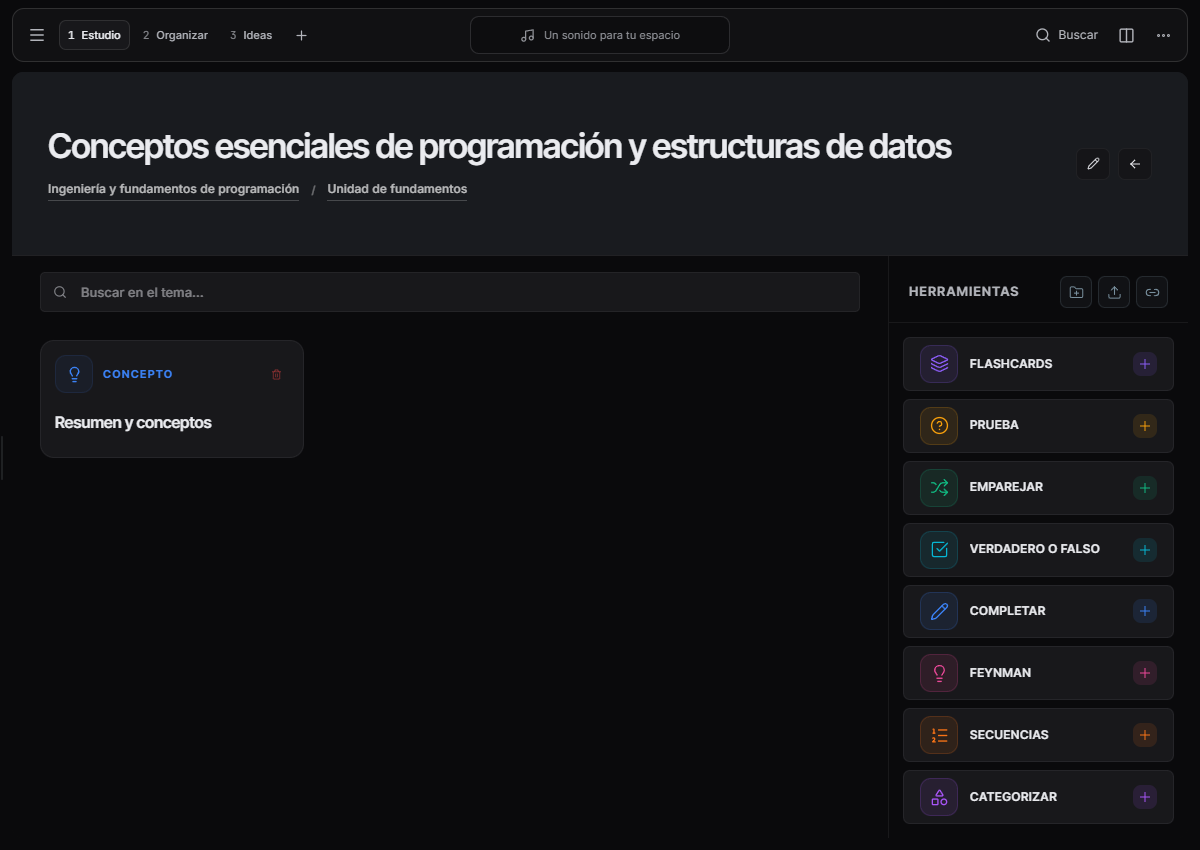 1 Estudio
2 Organizar
3 Ideas
Un sonido para tu espacio
Buscar
Conceptos esenciales de programación y estructuras de datos
Ingeniería y fundamentos de programación / Unidad de fundamentos
Buscar en el tema...
CONCEPTO
Resumen y conceptos
HERRAMIENTAS
FLASHCARDS
PRUEBA
EMPAREJAR
VERDADERO O FALSO
COMPLETAR
FEYNMAN
SECUENCIAS
CATEGORIZAR